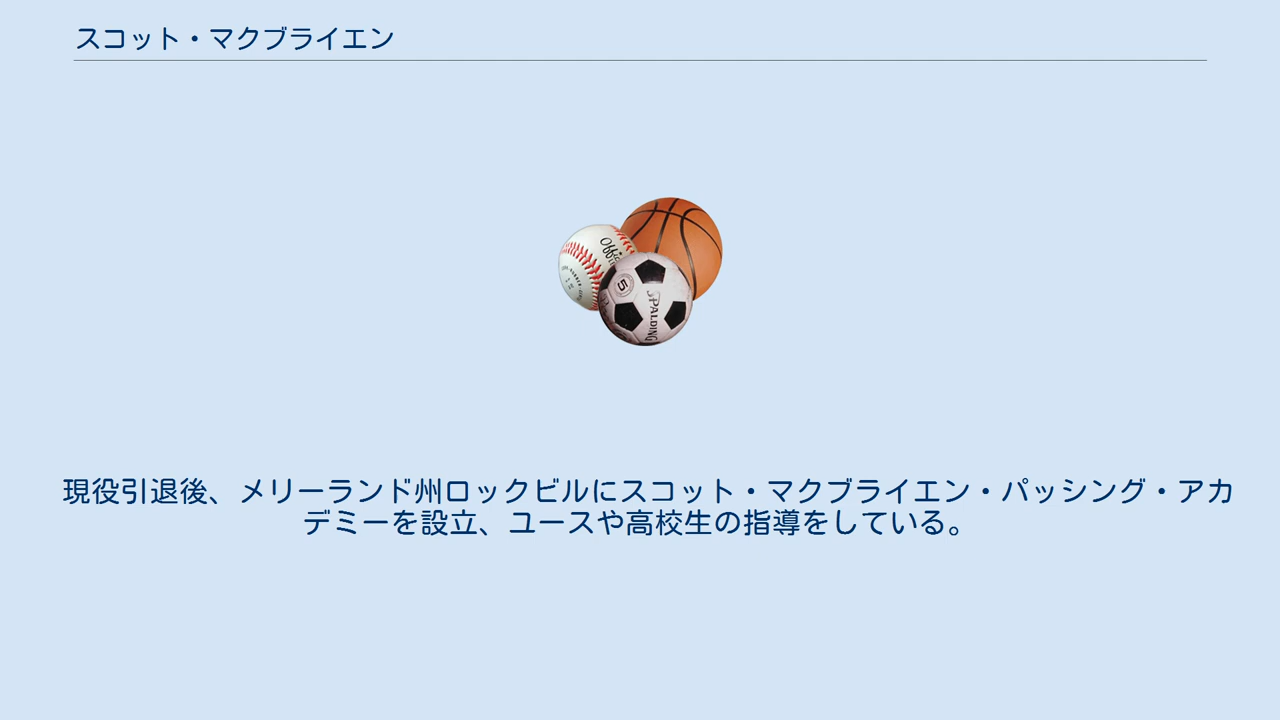 スコット・マクブライエン
Offic
5
SPALDING
現役引退後、メリーランド州ロックビルにスコット・マクブライエン・パッシング・アカ
デミーを設立、ユースや高校生の指導をしている。